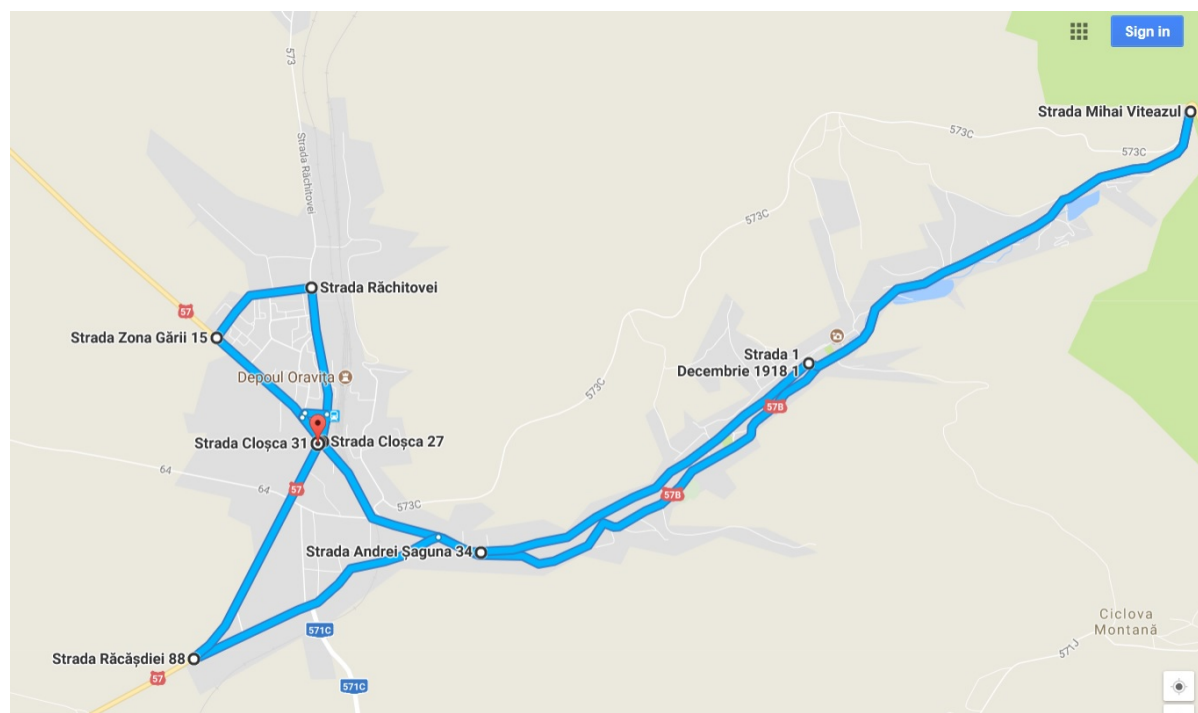 Sign in
573
Strada Mihai Viteazul
573C
573C
Strada Răchitovei
573C
Strada Răchitovei
57
Strada Zona Gării 15
Strada 1
Decembrie 1918 1
Depoul Oravița
573C
57B
Strada Cloșca 31
Strada Cloșca 27
64
64
57
57B
573C
Strada Andrei Șaguna 34
Ciclova
Montană
571C
571J
Strada Răcășdiei 88
57
571C